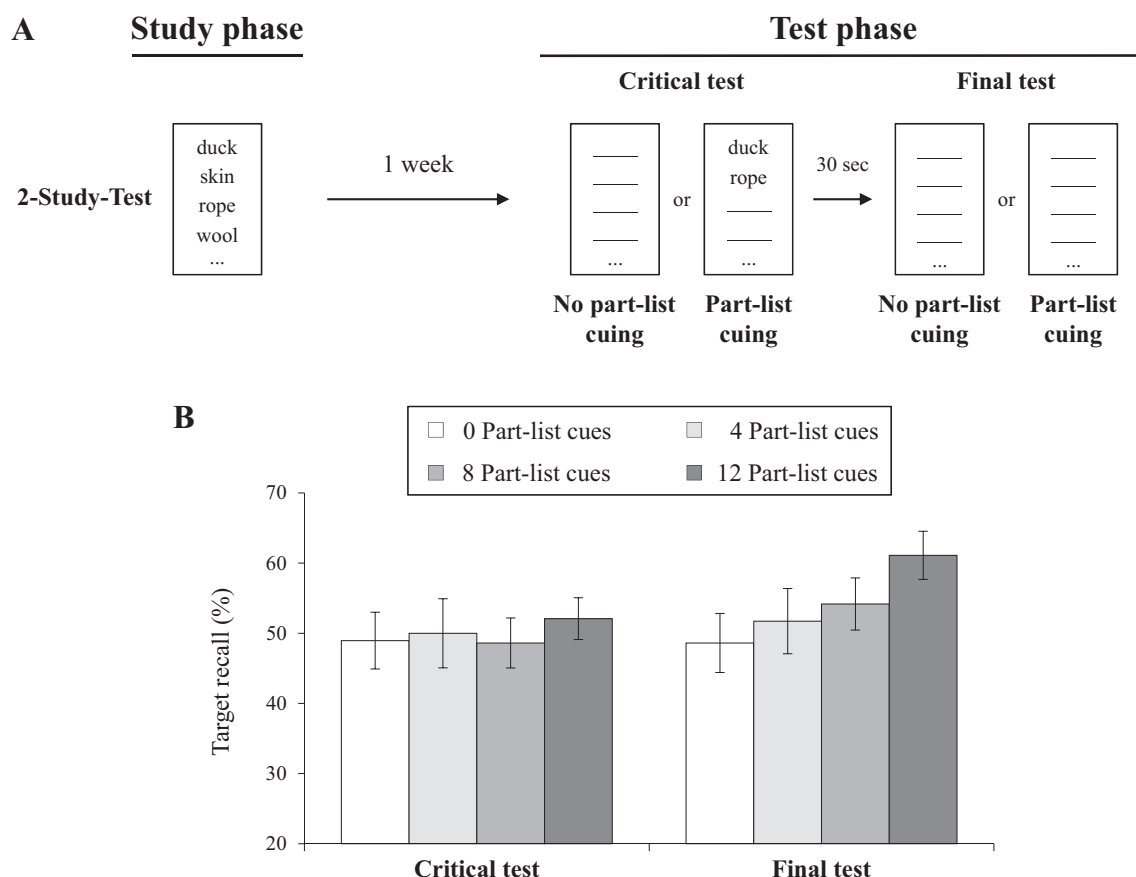 A
Study phase
Test phase
Critical test
Final test
2-Study-Test
duck
skin
rope
wool
...
1 week
...
or
duck
rope
...
30 sec
...
or
...
No part-list
cuing
Part-list
cuing
No part-list
cuing
Part-list
cuing
B
0 Part-list cues
4 Part-list cues
8 Part-list cues
12 Part-list cues
Target recall (%)
70
60
50
40
30
20
Critical test
Final test